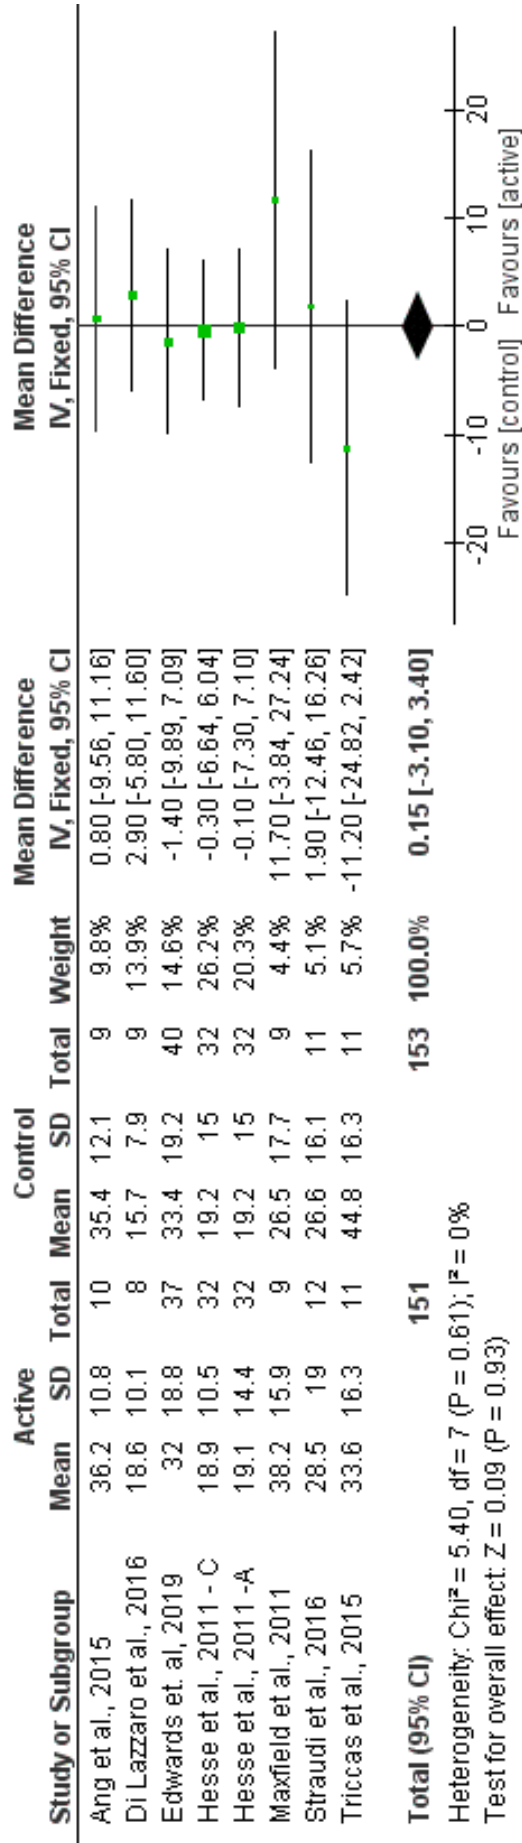 Active Control Mean Difference Mean Difference
Study or Subgroup Mean SD Total Mean SD Total Weight IV, Fixed, 95% CI IV, Fixed, 95% CI
Ang et al., 2015 36.2 10.8 10 35.4 12.1 9 9.8% 0.80 [-9.56, 11.16]
Di Lazzaro et al., 2016 18.6 10.1 8 15.7 7.9 9 13.9% 2.90 [-5.80, 11.60]
Edwards et. al, 2019 32 18.8 37 33.4 19.2 40 14.6% -1.40 [-9.89, 7.09]
Hesse et al., 2011 - C 18.9 10.5 32 19.2 15 32 26.2% -0.30 [-6.64, 6.04]
Hesse et al., 2011 -A 19.1 14.4 32 19.2 15 32 20.3% -0.10 [-7.30, 7.10]
Maxfield et al., 2011 38.2 15.9 9 26.5 17.7 9 4.4% 11.70 [-3.84, 27.24]
Straudi et al., 2016 28.5 19 12 26.6 16.1 11 5.1% 1.90 [-12.46, 16.26]
Triccas et al., 2015 33.6 16.3 11 44.8 16.3 11 5.7% -11.20 [-24.82, 2.42]
Total (95% CI) 151 153 100.0% 0.15 [-3.10, 3.40]
Heterogeneity: Chi² = 5.40, df = 7 (P = 0.61); I² = 0%
Test for overall effect: Z = 0.09 (P = 0.93)
-20 -10 0 10 20
Favours [control] Favours [active]